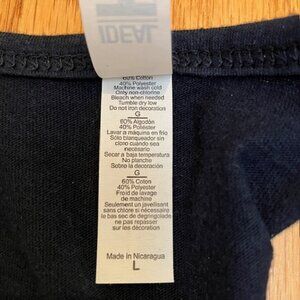 IDEAL
60% Cotton
40% Polyester
Machine wash cold
Only non-chlorine
Bleach when needed
Tumble dry low
Do not iron decoration
G
60% Algodón
40% Poliéster
Lavar a máquina en frío
Sólo blanqueador sin
cloro cuando sea
necesario
Secar a baja temperatura
No planche
Sobre la decoración
G
60% Coton
40% Polyester
Froid de lavage
de machine
Seulement un javellisant
sans chlore si nécessaire
le bas sec de dégringolade
ne pas repasser
sur les décoration
Made in Nicaragua
L